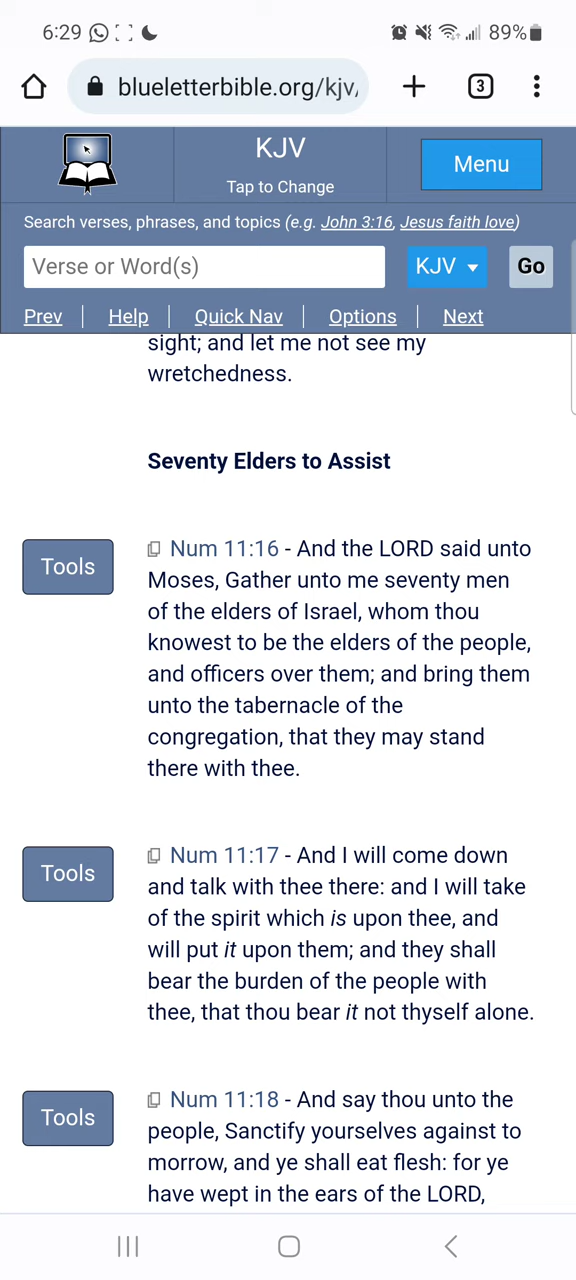 6:29
89%
blueletterbible.org/kjv/
3
KJV
Tap to Change
Menu
Search verses, phrases, and topics (e.g. John 3:16, Jesus faith love)
Verse or Word(s)
KJV
Go
Prev | Help | Quick Nav | Options | Next
sight; and let me not see my
wretchedness.
Seventy Elders to Assist
Tools
Num 11:16 - And the LORD said unto
Moses, Gather unto me seventy men
of the elders of Israel, whom thou
knowest to be the elders of the people,
and officers over them; and bring them
unto the tabernacle of the
congregation, that they may stand
there with thee.
Tools
Num 11:17 - And I will come down
and talk with thee there: and I will take
of the spirit which is upon thee, and
will put it upon them; and they shall
bear the burden of the people with
thee, that thou bear it not thyself alone.
Tools
Num 11:18 - And say thou unto the
people, Sanctify yourselves against to
morrow, and ye shall eat flesh: for ye
have wept in the ears of the LORD,